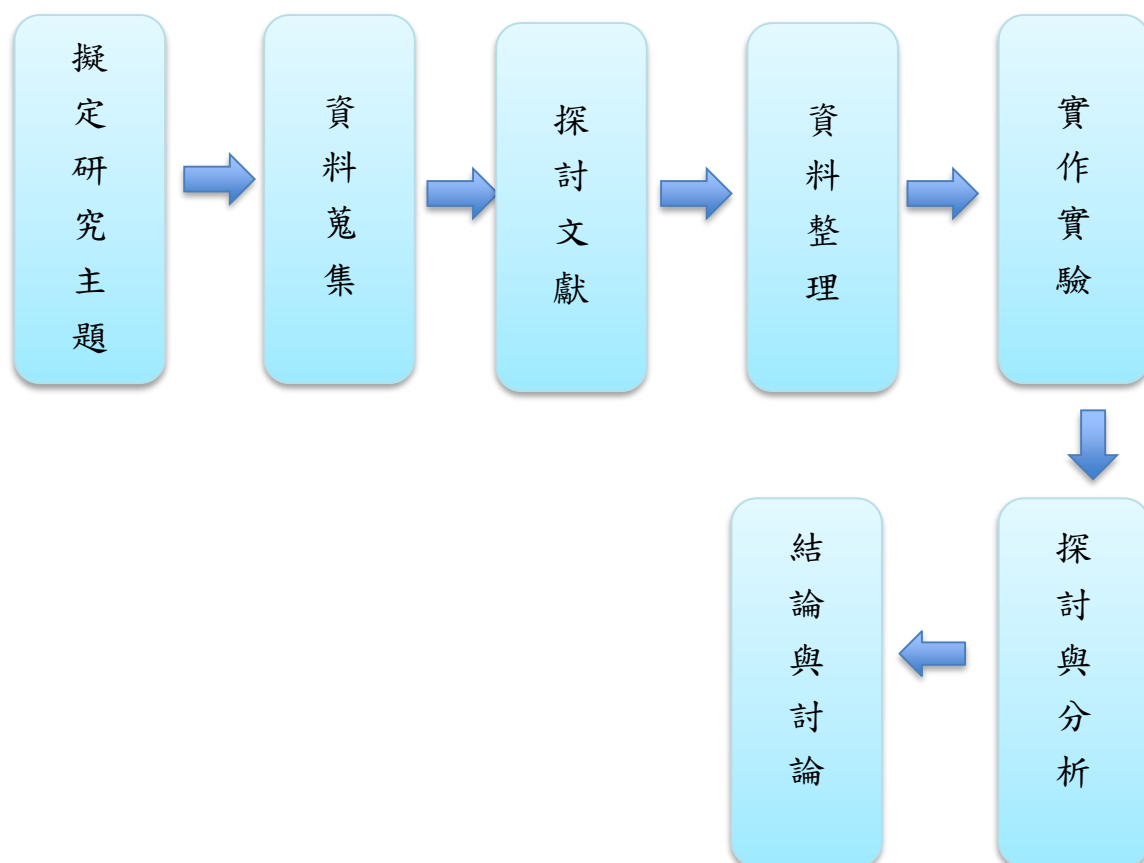 擬定研究主題
資料蒐集
探討文獻
資料整理
實作實驗
探討與分析
結論與討論